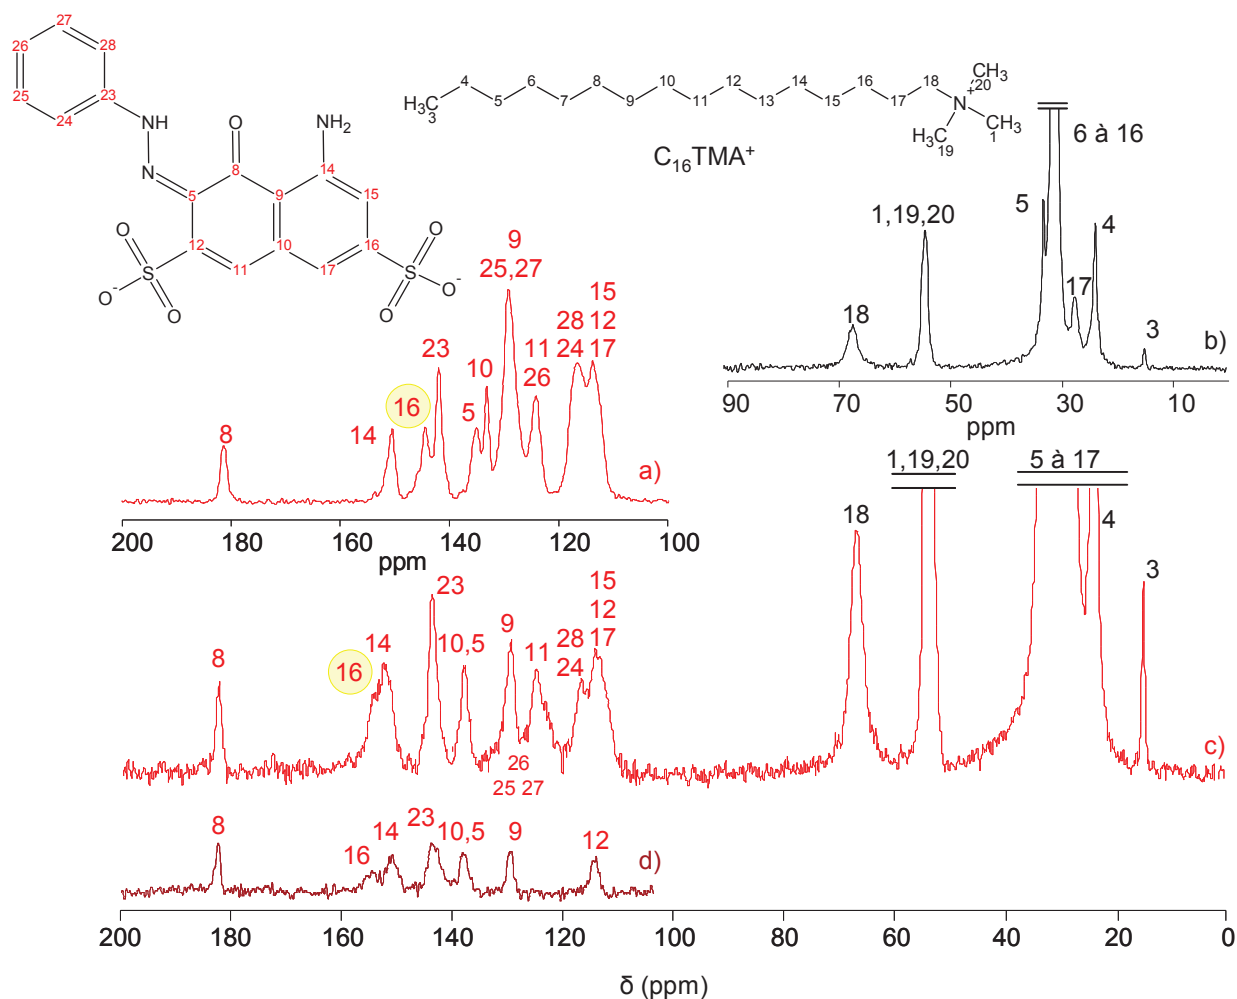 27
26
28
25
23
24
NH
N
O
NH₂
8
14
5
9
15
12
10
16
11
17
O
S
O⁻
O
O
S
O⁻
O
4 6 8 10 12 14 16 18
H₃C
3
5 7 9 11 13 15 17
N⁺
CH₃
20
H₃C
19
CH₃
1
C₁₆TMA⁺
6 à 16
5
1,19,20
4
17
18
3
b)
90 70 50 30 10
ppm
9
25,27
15
28 12
24 17
23
11
26
10
16
5
14
8
a)
200 180 160 140 120 100
ppm
1,19,20
5 à 17
18
4
3
23
15
12
28 17
24
14
10,5
9
11
8
16
26
25 27
c)
8
16
14
23
10,5
9
12
d)
200 180 160 140 120 100 80 60 40 20 0
δ (ppm)